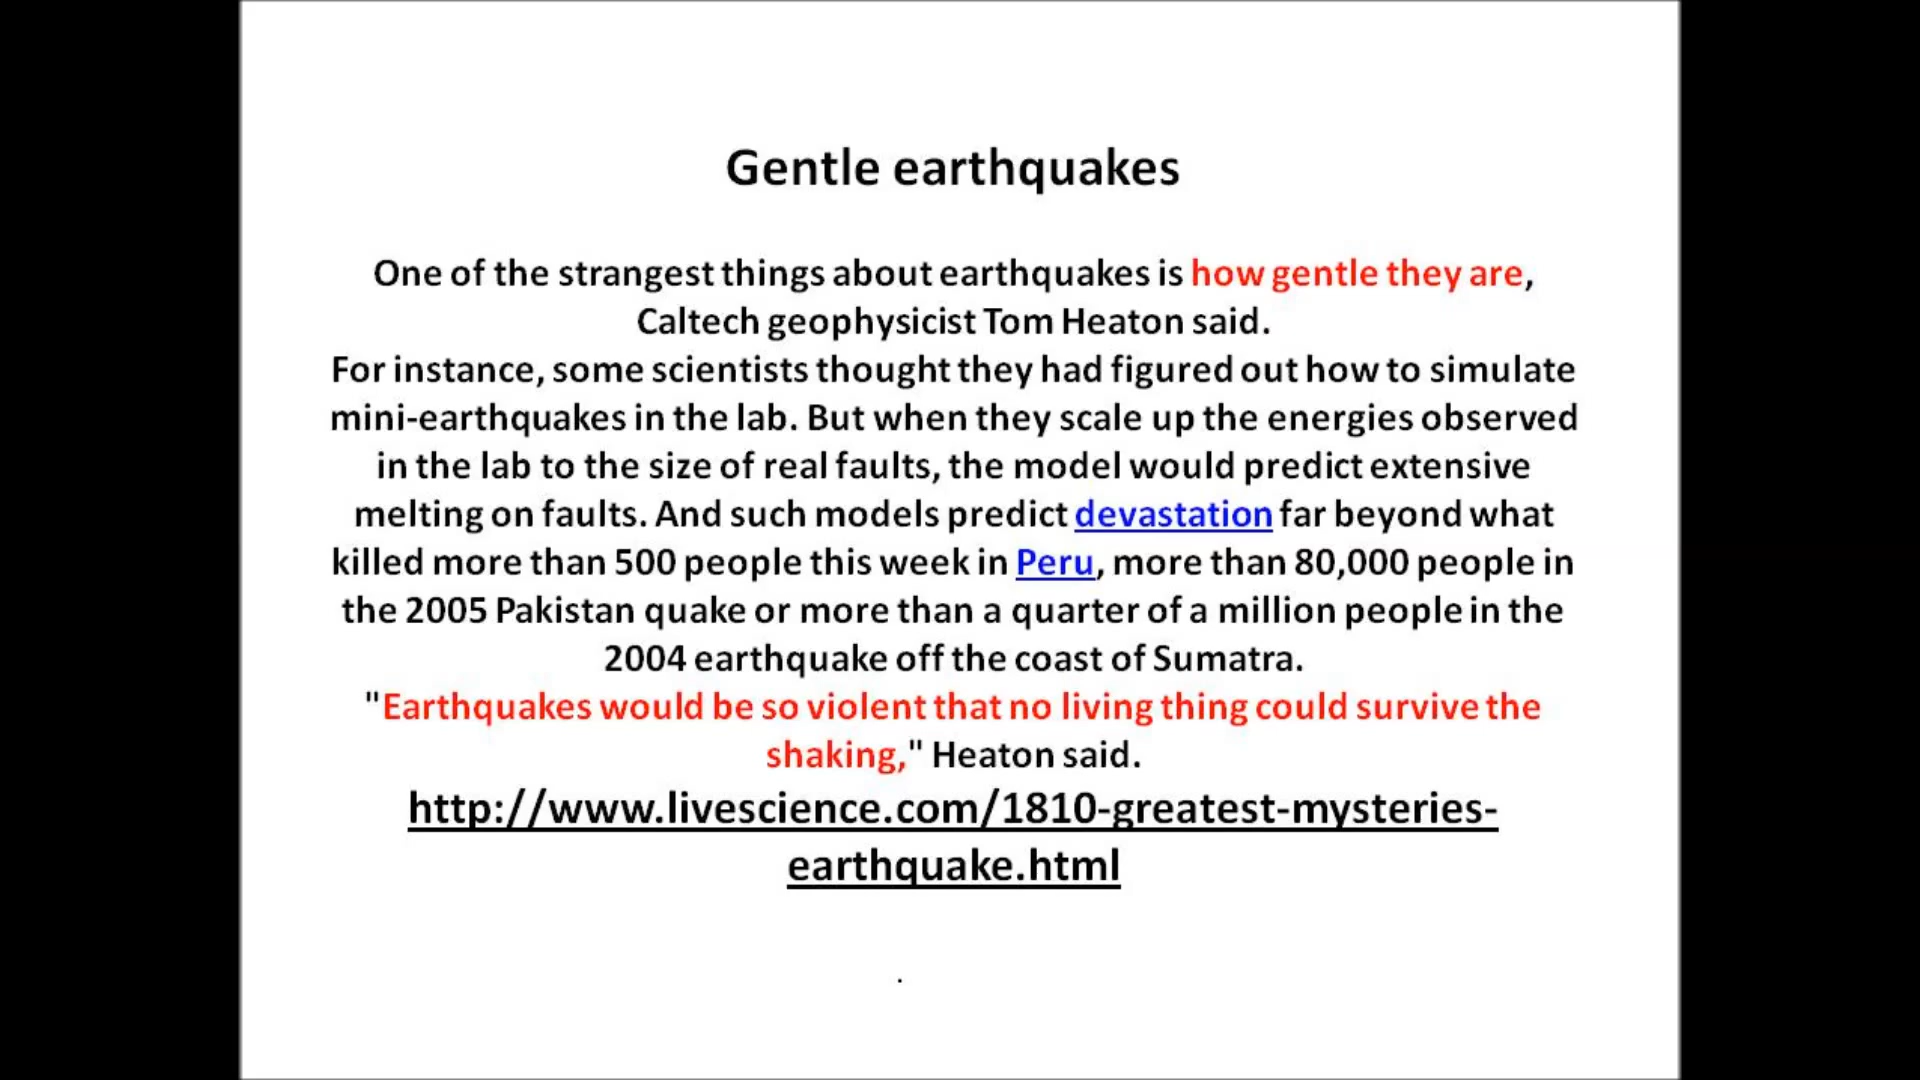 Gentle earthquakes
One of the strangest things about earthquakes is how gentle they are,
Caltech geophysicist Tom Heaton said.
For instance, some scientists thought they had figured out how to simulate
mini-earthquakes in the lab. But when they scale up the energies observed
in the lab to the size of real faults, the model would predict extensive
melting on faults. And such models predict devastation far beyond what
killed more than 500 people this week in Peru, more than 80,000 people in
the 2005 Pakistan quake or more than a quarter of a million people in the
2004 earthquake off the coast of Sumatra.
"Earthquakes would be so violent that no living thing could survive the
shaking," Heaton said.
http://www.livescience.com/1810-greatest-mysteries-
earthquake.html
.